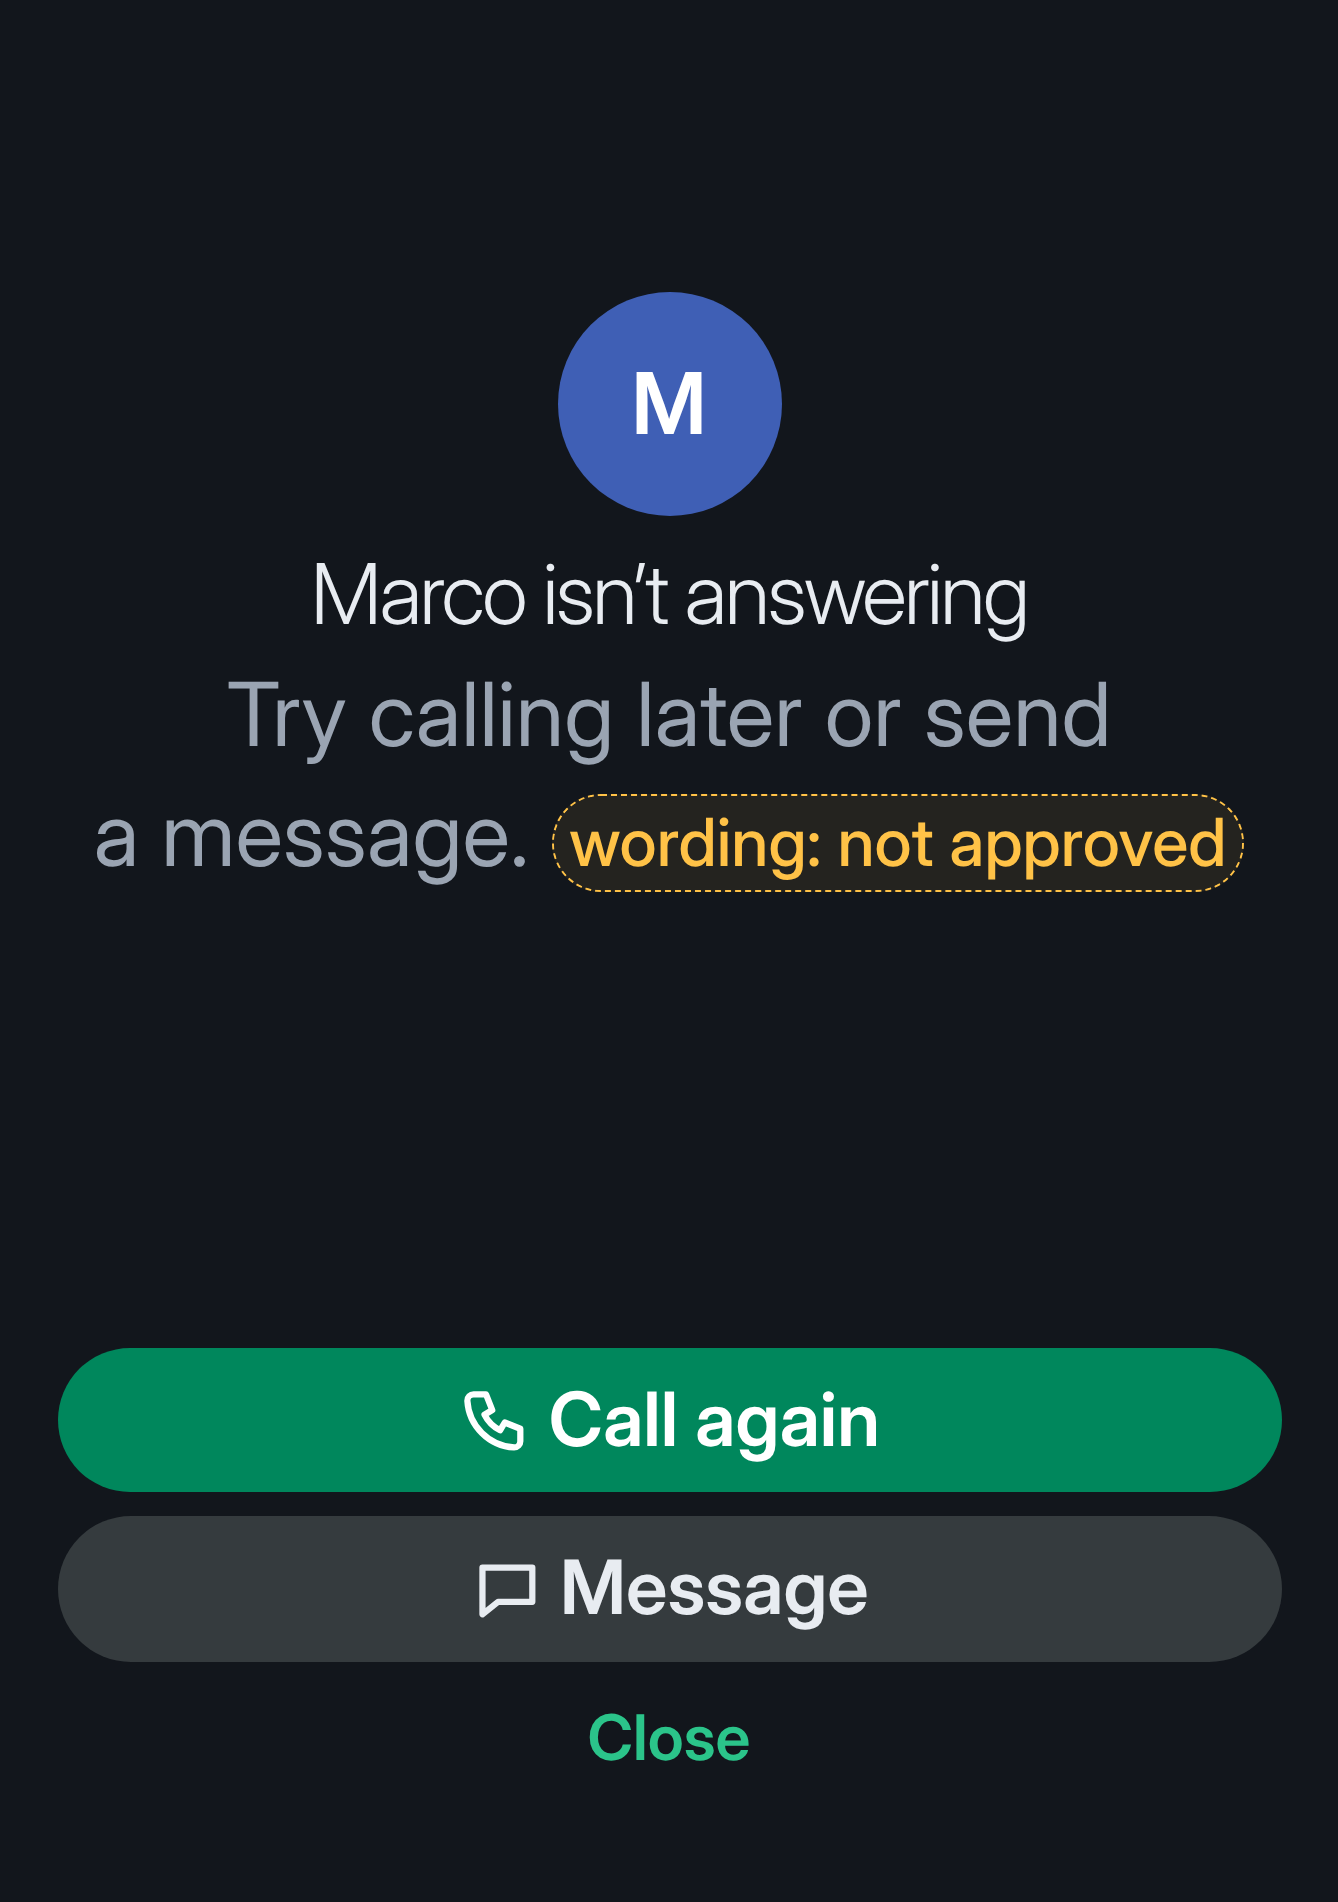 M
Marco isn’t answering
Try calling later or send
a message. wording: not approved
Call again
Message
Close